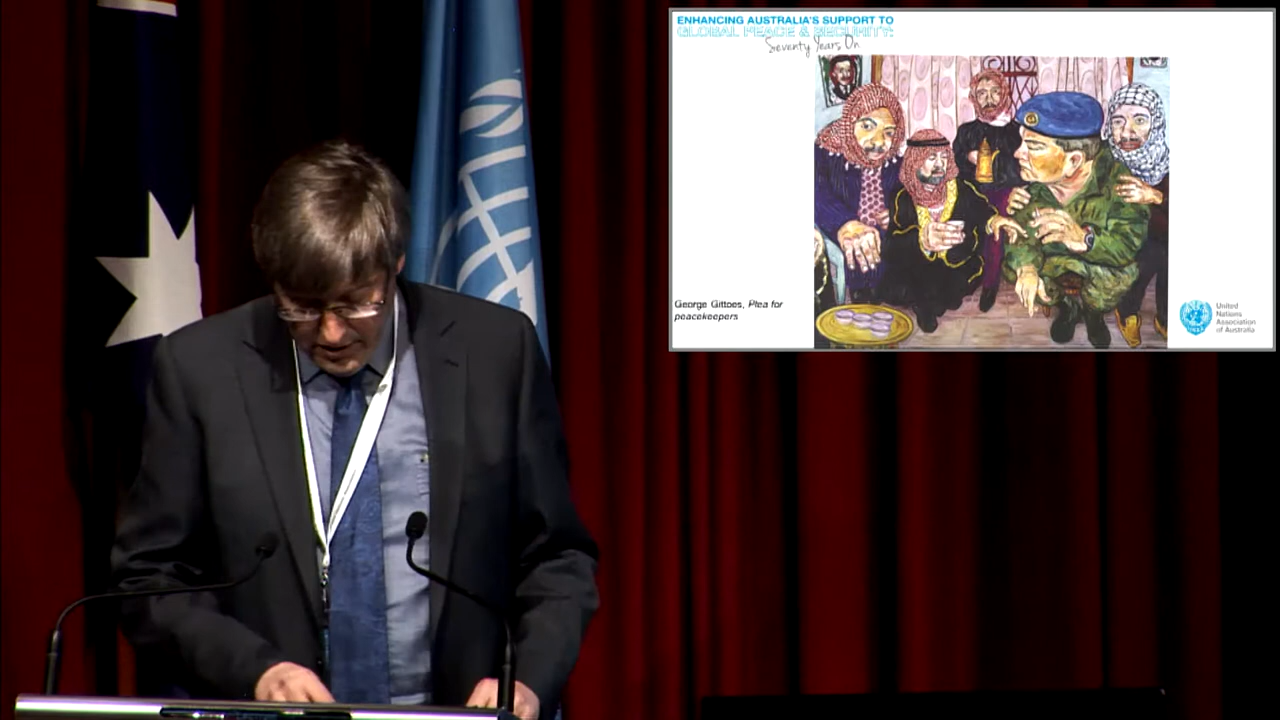 ENHANCING AUSTRALIA'S SUPPORT TO
GLOBAL PEACE & SECURITY:
Seventy Years On
George Gittoes, Plea for
peacekeepers
United
Nations
Association
of Australia